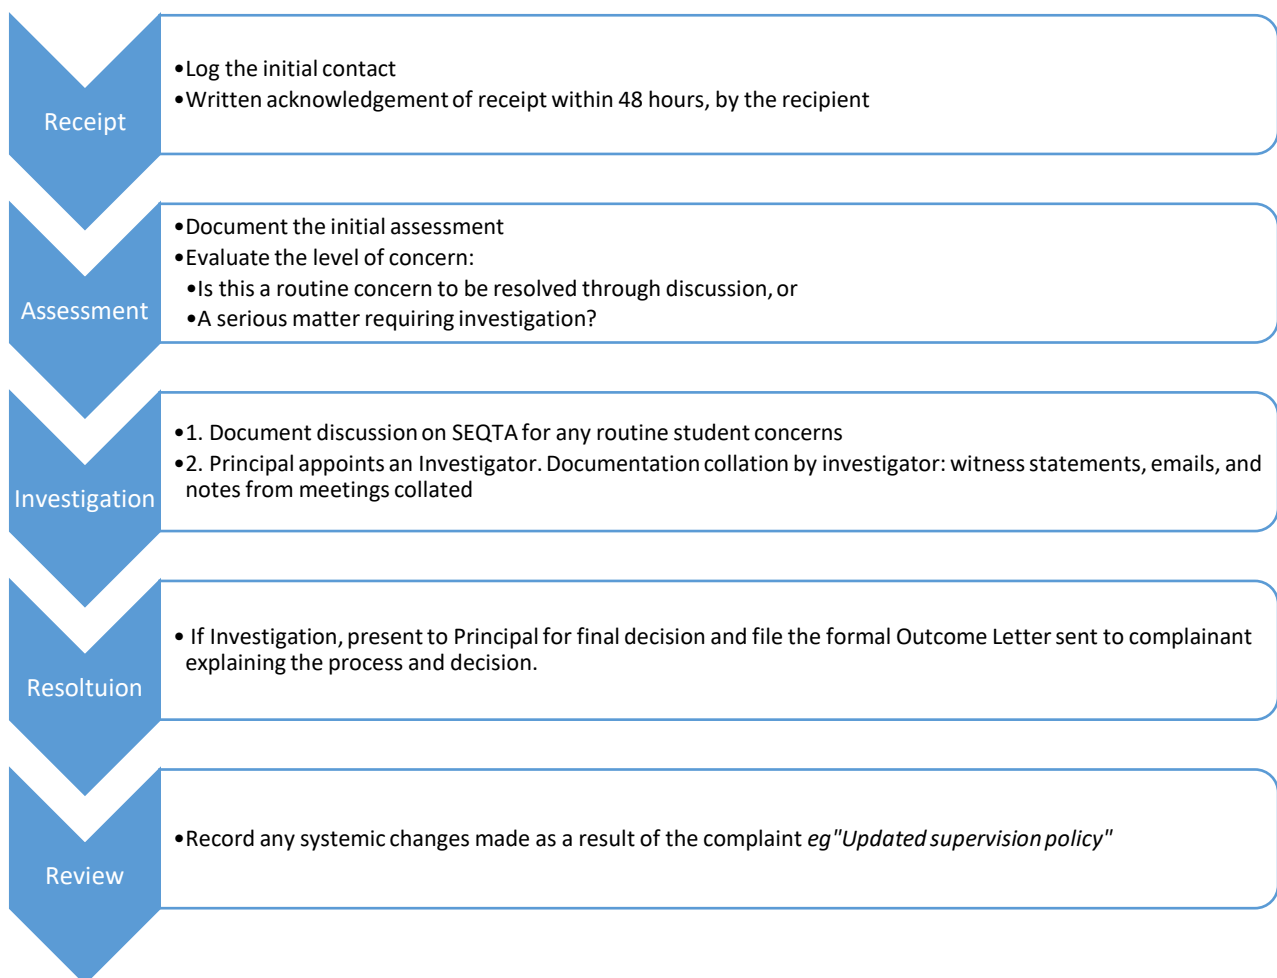 Receipt
•Log the initial contact
•Written acknowledgement of receipt within 48 hours, by the recipient
Assessment
•Document the initial assessment
•Evaluate the level of concern:
•Is this a routine concern to be resolved through discussion, or
•A serious matter requiring investigation?
Investigation
•1. Document discussion on SEQTA for any routine student concerns
•2. Principal appoints an Investigator. Documentation collation by investigator: witness statements, emails, and
notes from meetings collated
Resoltuion
• If Investigation, present to Principal for final decision and file the formal Outcome Letter sent to complainant
explaining the process and decision.
Review
•Record any systemic changes made as a result of the complaint eg"Updated supervision policy"